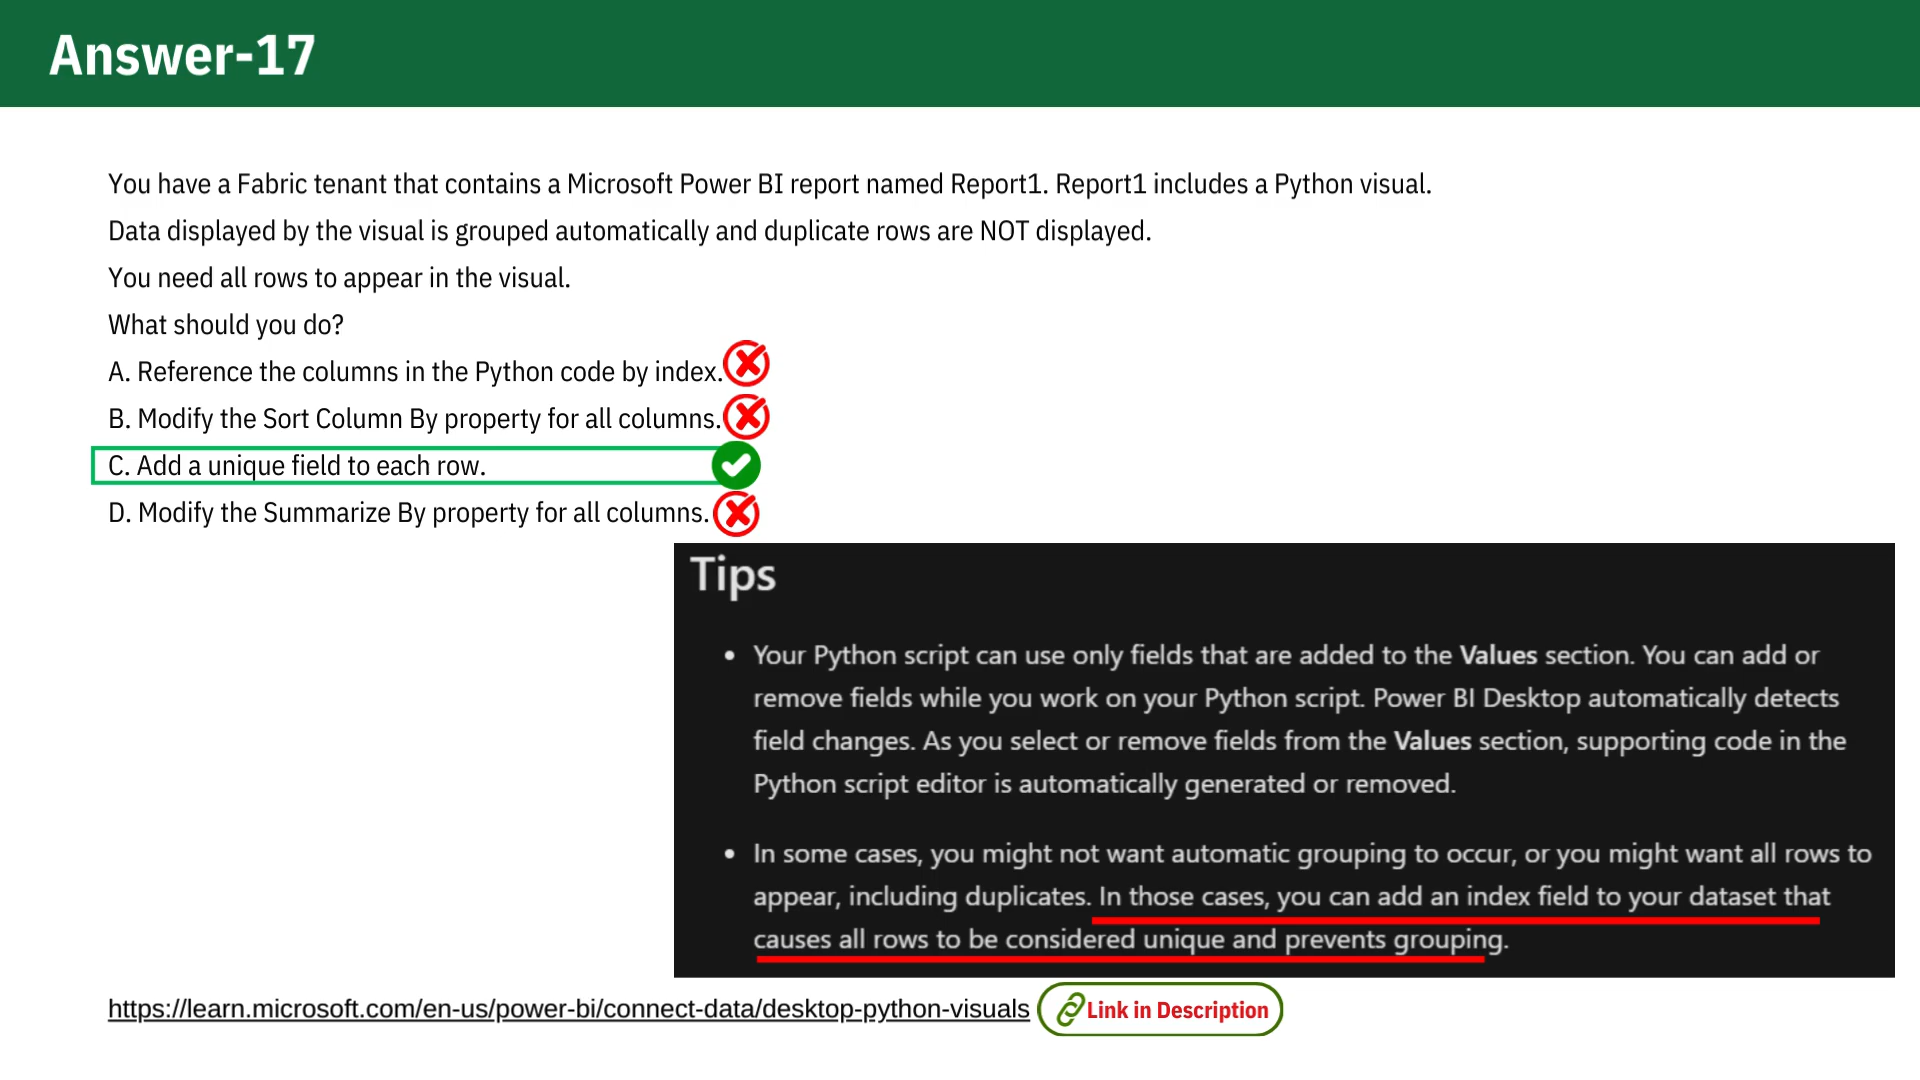 Answer-17
You have a Fabric tenant that contains a Microsoft Power BI report named Report1. Report1 includes a Python visual.
Data displayed by the visual is grouped automatically and duplicate rows are NOT displayed.
You need all rows to appear in the visual.
What should you do?
A. Reference the columns in the Python code by index.
B. Modify the Sort Column By property for all columns.
C. Add a unique field to each row.
D. Modify the Summarize By property for all columns.
Tips
• Your Python script can use only fields that are added to the Values section. You can add or
remove fields while you work on your Python script. Power BI Desktop automatically detects
field changes. As you select or remove fields from the Values section, supporting code in the
Python script editor is automatically generated or removed.
• In some cases, you might not want automatic grouping to occur, or you might want all rows to
appear, including duplicates. In those cases, you can add an index field to your dataset that
causes all rows to be considered unique and prevents grouping.
https://learn.microsoft.com/en-us/power-bi/connect-data/desktop-python-visuals
Link in Description